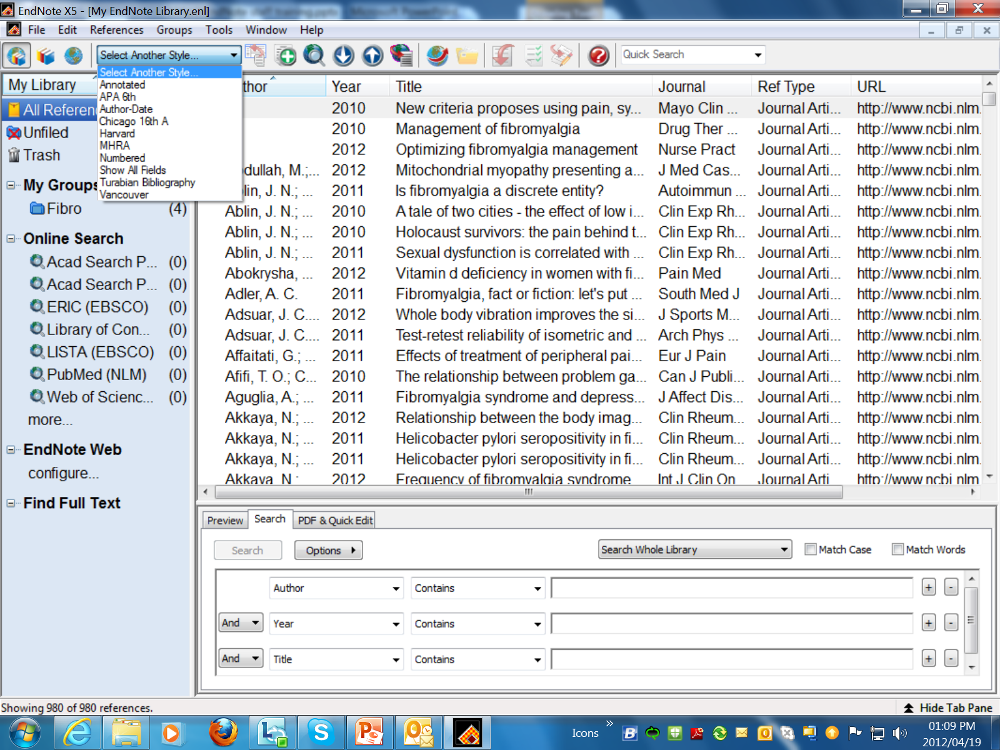 EndNote X5 - [My EndNote Library.enl]
File Edit References Groups Tools Window Help
Select Another Style... Quick Search
Select Another Style...
Annotated
APA 6th
Author-Date
Chicago 16th A
Harvard
MHRA
Numbered
Show All Fields
Turabian Bibliography
Vancouver
My Library
All Referen
Unfiled
Trash
My Groups
Fibro (4)
Online Search
Acad Search P... (0)
Acad Search P... (0)
ERIC (EBSCO) (0)
Library of Con... (0)
LISTA (EBSCO) (0)
PubMed (NLM) (0)
Web of Scienc... (0)
more...
EndNote Web
configure...
Find Full Text
thor Year Title Journal Ref Type URL
2010 New criteria proposes using pain, sy... Mayo Clin ... Journal Arti... http://www.ncbi.nlm.
2010 Management of fibromyalgia Drug Ther ... Journal Arti... http://www.ncbi.nlm.
2012 Optimizing fibromyalgia management Nurse Pract Journal Arti... http://www.ncbi.nlm.
dullah, M.;... 2012 Mitochondrial myopathy presenting a... J Med Cas... Journal Arti... http://www.ncbi.nlm.
lin, J. N.; ... 2011 Is fibromyalgia a discrete entity? Autoimmun ... Journal Arti... http://www.ncbi.nlm.
Ablin, J. N.; ... 2010 A tale of two cities - the effect of low i... Clin Exp Rh... Journal Arti... http://www.ncbi.nlm.
Ablin, J. N.; ... 2010 Holocaust survivors: the pain behind t... Clin Exp Rh... Journal Arti... http://www.ncbi.nlm.
Ablin, J. N.; ... 2011 Sexual dysfunction is correlated with ... Clin Exp Rh... Journal Arti... http://www.ncbi.nlm.
Abokrysha, ... 2012 Vitamin d deficiency in women with fi... Pain Med Journal Arti... http://www.ncbi.nlm.
Adler, A. C. 2011 Fibromyalgia, fact or fiction: let's put ... South Med J Journal Arti... http://www.ncbi.nlm.
Adsuar, J. C.... 2012 Whole body vibration improves the si... J Sports M... Journal Arti... http://www.ncbi.nlm.
Adsuar, J. C.... 2011 Test-retest reliability of isometric and ... Arch Phys ... Journal Arti... http://www.ncbi.nlm.
Affaitati, G.; ... 2011 Effects of treatment of peripheral pai... Eur J Pain Journal Arti... http://www.ncbi.nlm.
Afifi, T. O.; C... 2010 The relationship between problem ga... Can J Publi... Journal Arti... http://www.ncbi.nlm.
Aguglia, A.; ... 2011 Fibromyalgia syndrome and depress... J Affect Dis... Journal Arti... http://www.ncbi.nlm.
Akkaya, N.; ... 2012 Relationship between the body imag... Clin Rheum... Journal Arti... http://www.ncbi.nlm.
Akkaya, N.; ... 2011 Helicobacter pylori seropositivity in fi... Clin Rheum... Journal Arti... http://www.ncbi.nlm.
Akkaya, N.; ... 2011 Helicobacter pylori seropositivity in fi... Clin Rheum... Journal Arti... http://www.ncbi.nlm.
Akkaya, N.; 2012 Frequency of fibromyalgia syndrome Int J Clin On Journal Arti http://www.ncbi.nlm
Preview Search PDF & Quick Edit
Search Options Search Whole Library Match Case Match Words
Author Contains + -
And Year Contains + -
And Title Contains + -
Showing 980 of 980 references. Hide Tab Pane
Icons 01:09 PM
2012/04/19